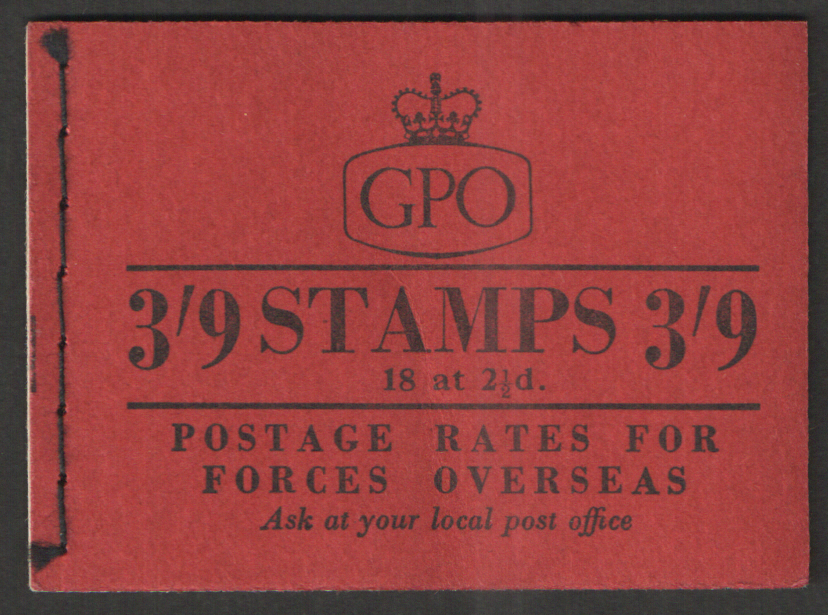 GPO
3/9 STAMPS 3/9
18 at 2½d.
POSTAGE RATES FOR
FORCES OVERSEAS
Ask at your local post office